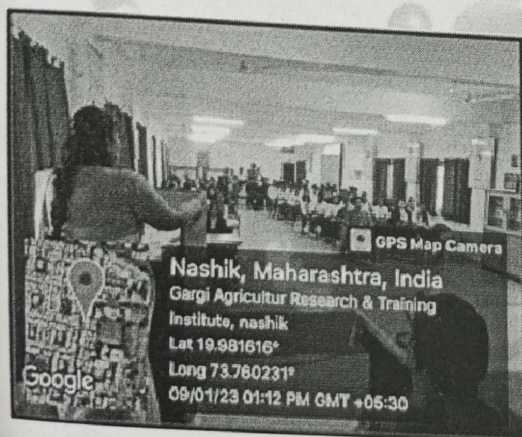 GPS Map Camera
Nashik, Maharashtra, India
Gargi Agricultur Research & Training
Institute, nashik
Lat 19.981616°
Long 73.760231°
09/01/23 01:12 PM GMT +05:30
Google